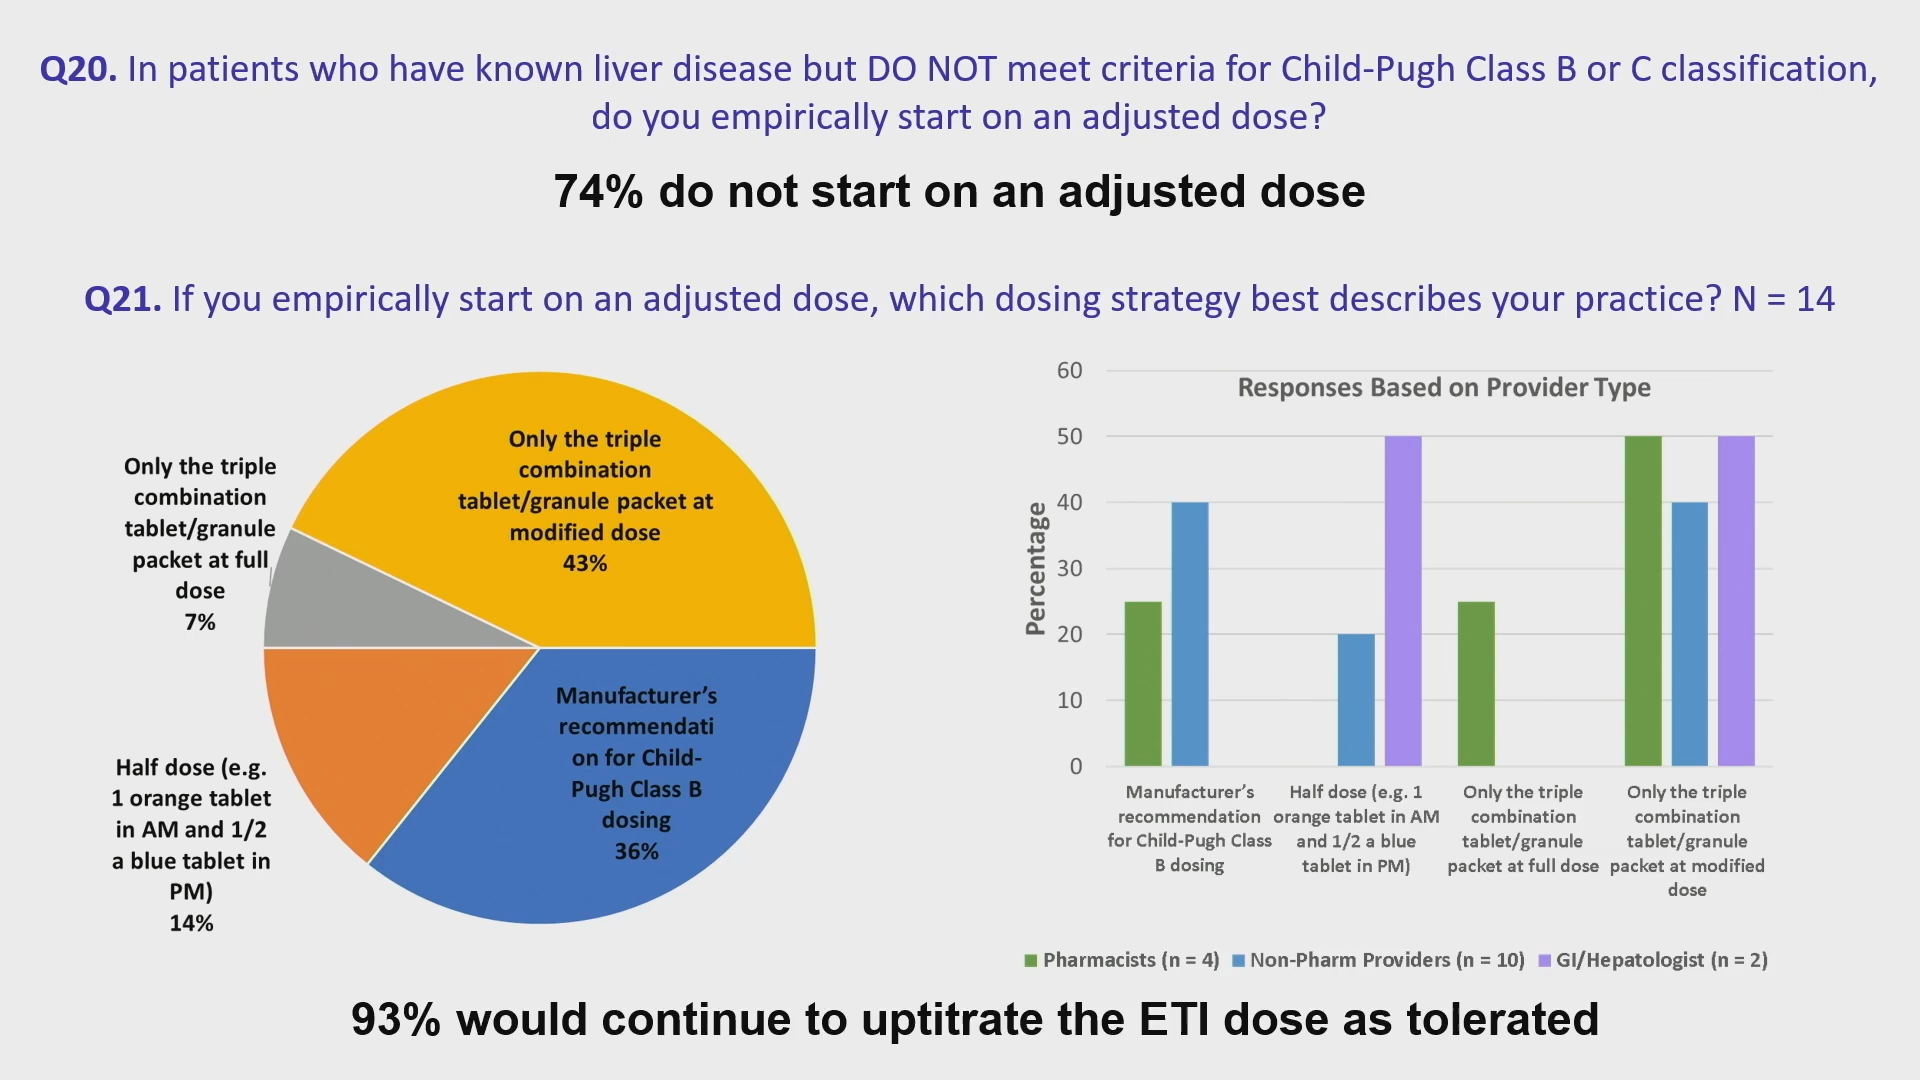 Q20. In patients who have known liver disease but DO NOT meet criteria for Child-Pugh Class B or C classification,
do you empirically start on an adjusted dose?
74% do not start on an adjusted dose
Q21. If you empirically start on an adjusted dose, which dosing strategy best describes your practice? N = 14
Only the triple
combination
tablet/granule packet at
modified dose
43%
Only the triple
combination
tablet/granule
packet at full
dose
7%
Manufacturer’s
recommendati
on for Child-
Pugh Class B
dosing
36%
Half dose (e.g.
1 orange tablet
in AM and 1/2
a blue tablet in
PM)
14%
Responses Based on Provider Type
Percentage
60
50
40
30
20
10
0
Manufacturer’s
recommendation
for Child-Pugh Class
B dosing
Half dose (e.g. 1
orange tablet in AM
and 1/2 a blue
tablet in PM)
Only the triple
combination
tablet/granule
packet at full dose
Only the triple
combination
tablet/granule
packet at modified
dose
Pharmacists (n = 4) Non-Pharm Providers (n = 10) GI/Hepatologist (n = 2)
93% would continue to uptitrate the ETI dose as tolerated